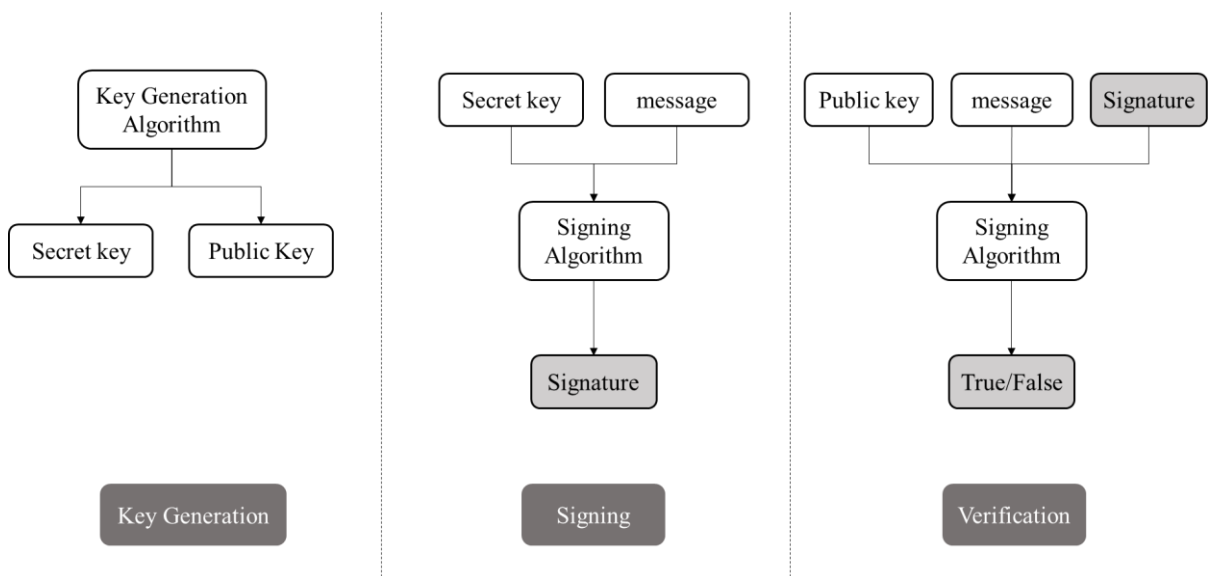 Key Generation
Algorithm
Secret key
Public Key
Key Generation
Secret key
message
Signing
Algorithm
Signature
Signing
Public key
message
Signature
Signing
Algorithm
True/False
Verification